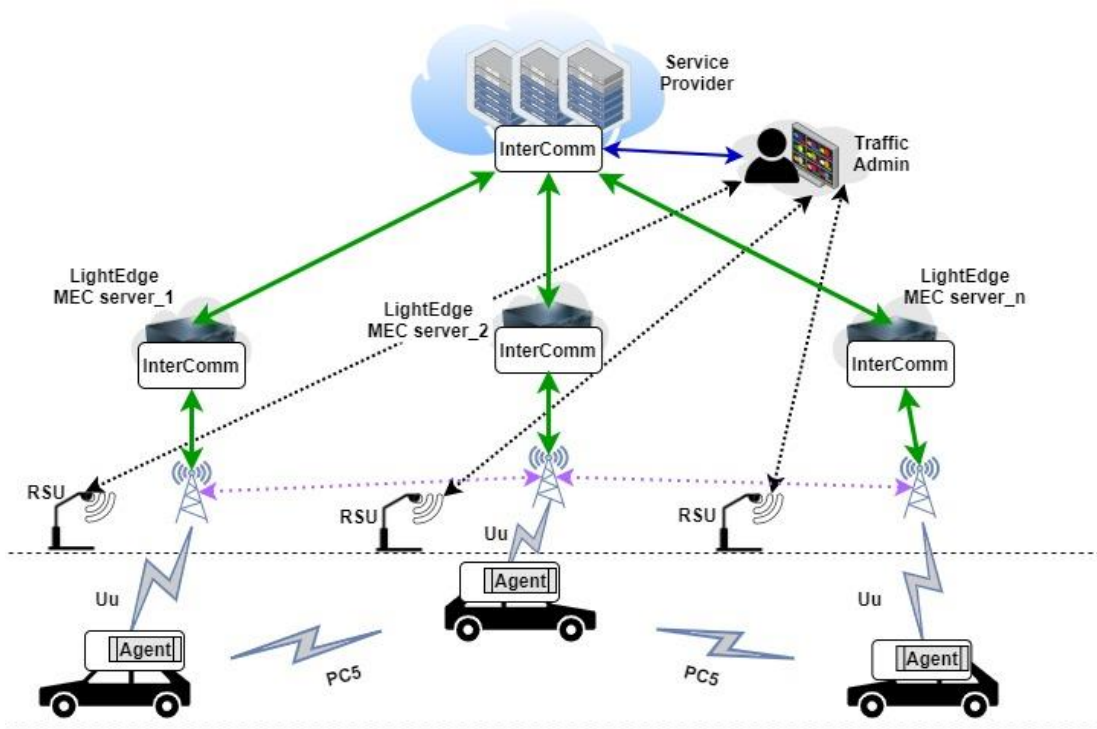 Service
Provider
InterComm
Traffic
Admin
LightEdge
MEC server_1
LightEdge
MEC server_2
LightEdge
MEC server_n
InterComm
InterComm
InterComm
RSU
RSU
RSU
Uu
Uu
Uu
Agent
Agent
Agent
PC5
PC5